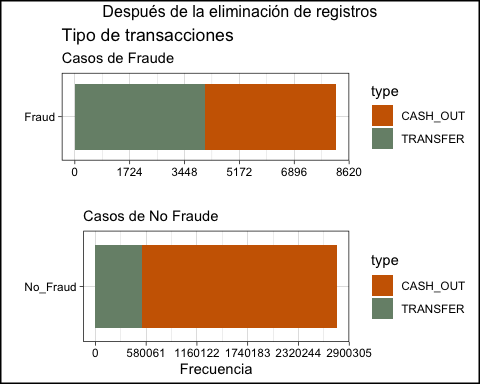 Después de la eliminación de registros
Tipo de transacciones
Casos de Fraude
Fraud
0 1724 3448 5172 6896 8620
type
CASH_OUT
TRANSFER
Casos de No Fraude
No_Fraud
0 580061 1160122 1740183 2320244 2900305
Frecuencia
type
CASH_OUT
TRANSFER